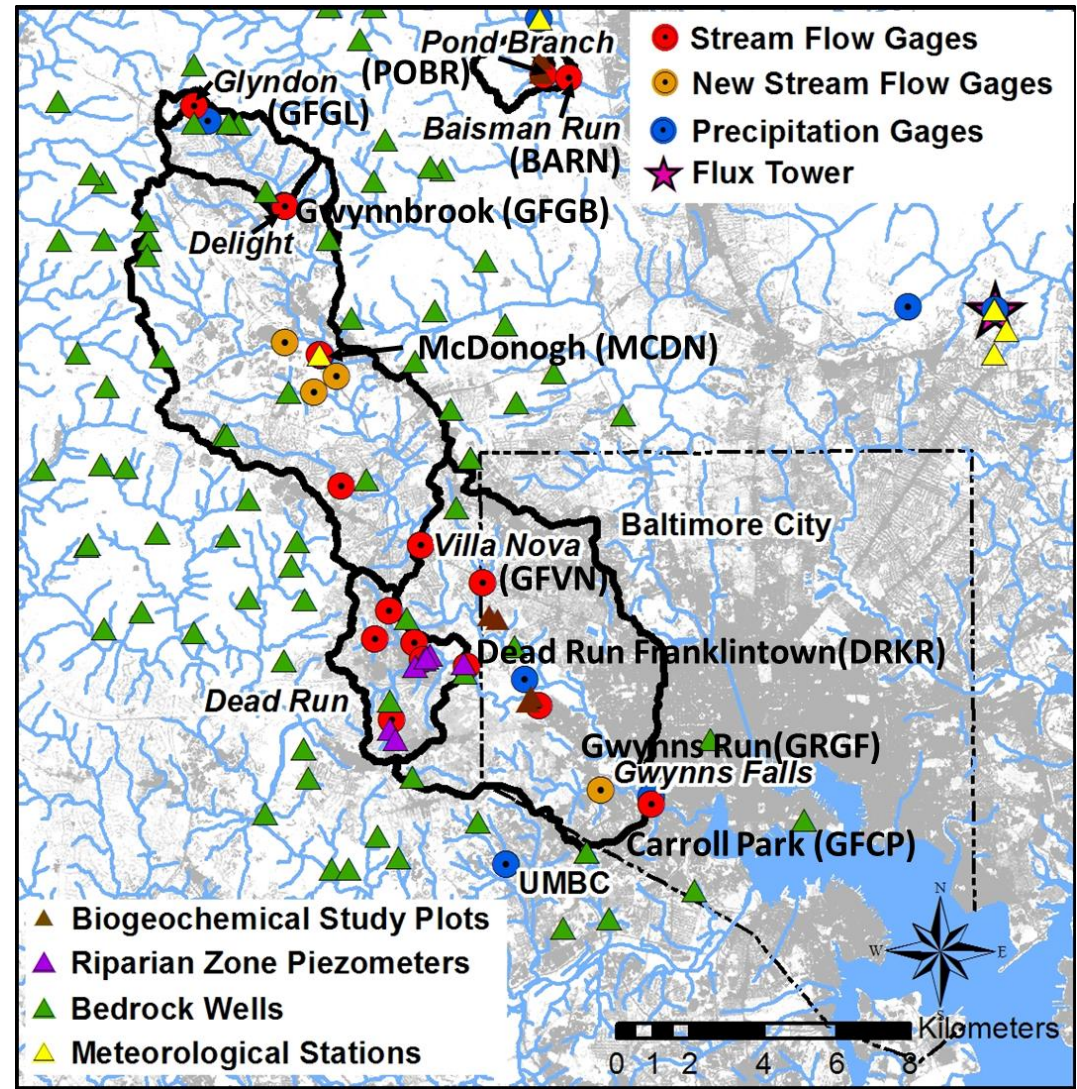 Pond Branch
(POBR)
Baisman Run
(BARN)
Stream Flow Gages
New Stream Flow Gages
Precipitation Gages
Flux Tower
Glyndon
(GFGL)
Gwynnbrook (GFGB)
Delight
McDonogh (MCDN)
Baltimore City
Villa Nova
(GFVN)
Dead Run Franklintown(DRKR)
Dead Run
Gwynns Run(GRGF)
Gwynns Falls
Carroll Park (GFCP)
UMBC
Biogeochemical Study Plots
Riparian Zone Piezometers
Bedrock Wells
Meteorological Stations
N
W E
S
Kilometers
0 1 2 4 6 8